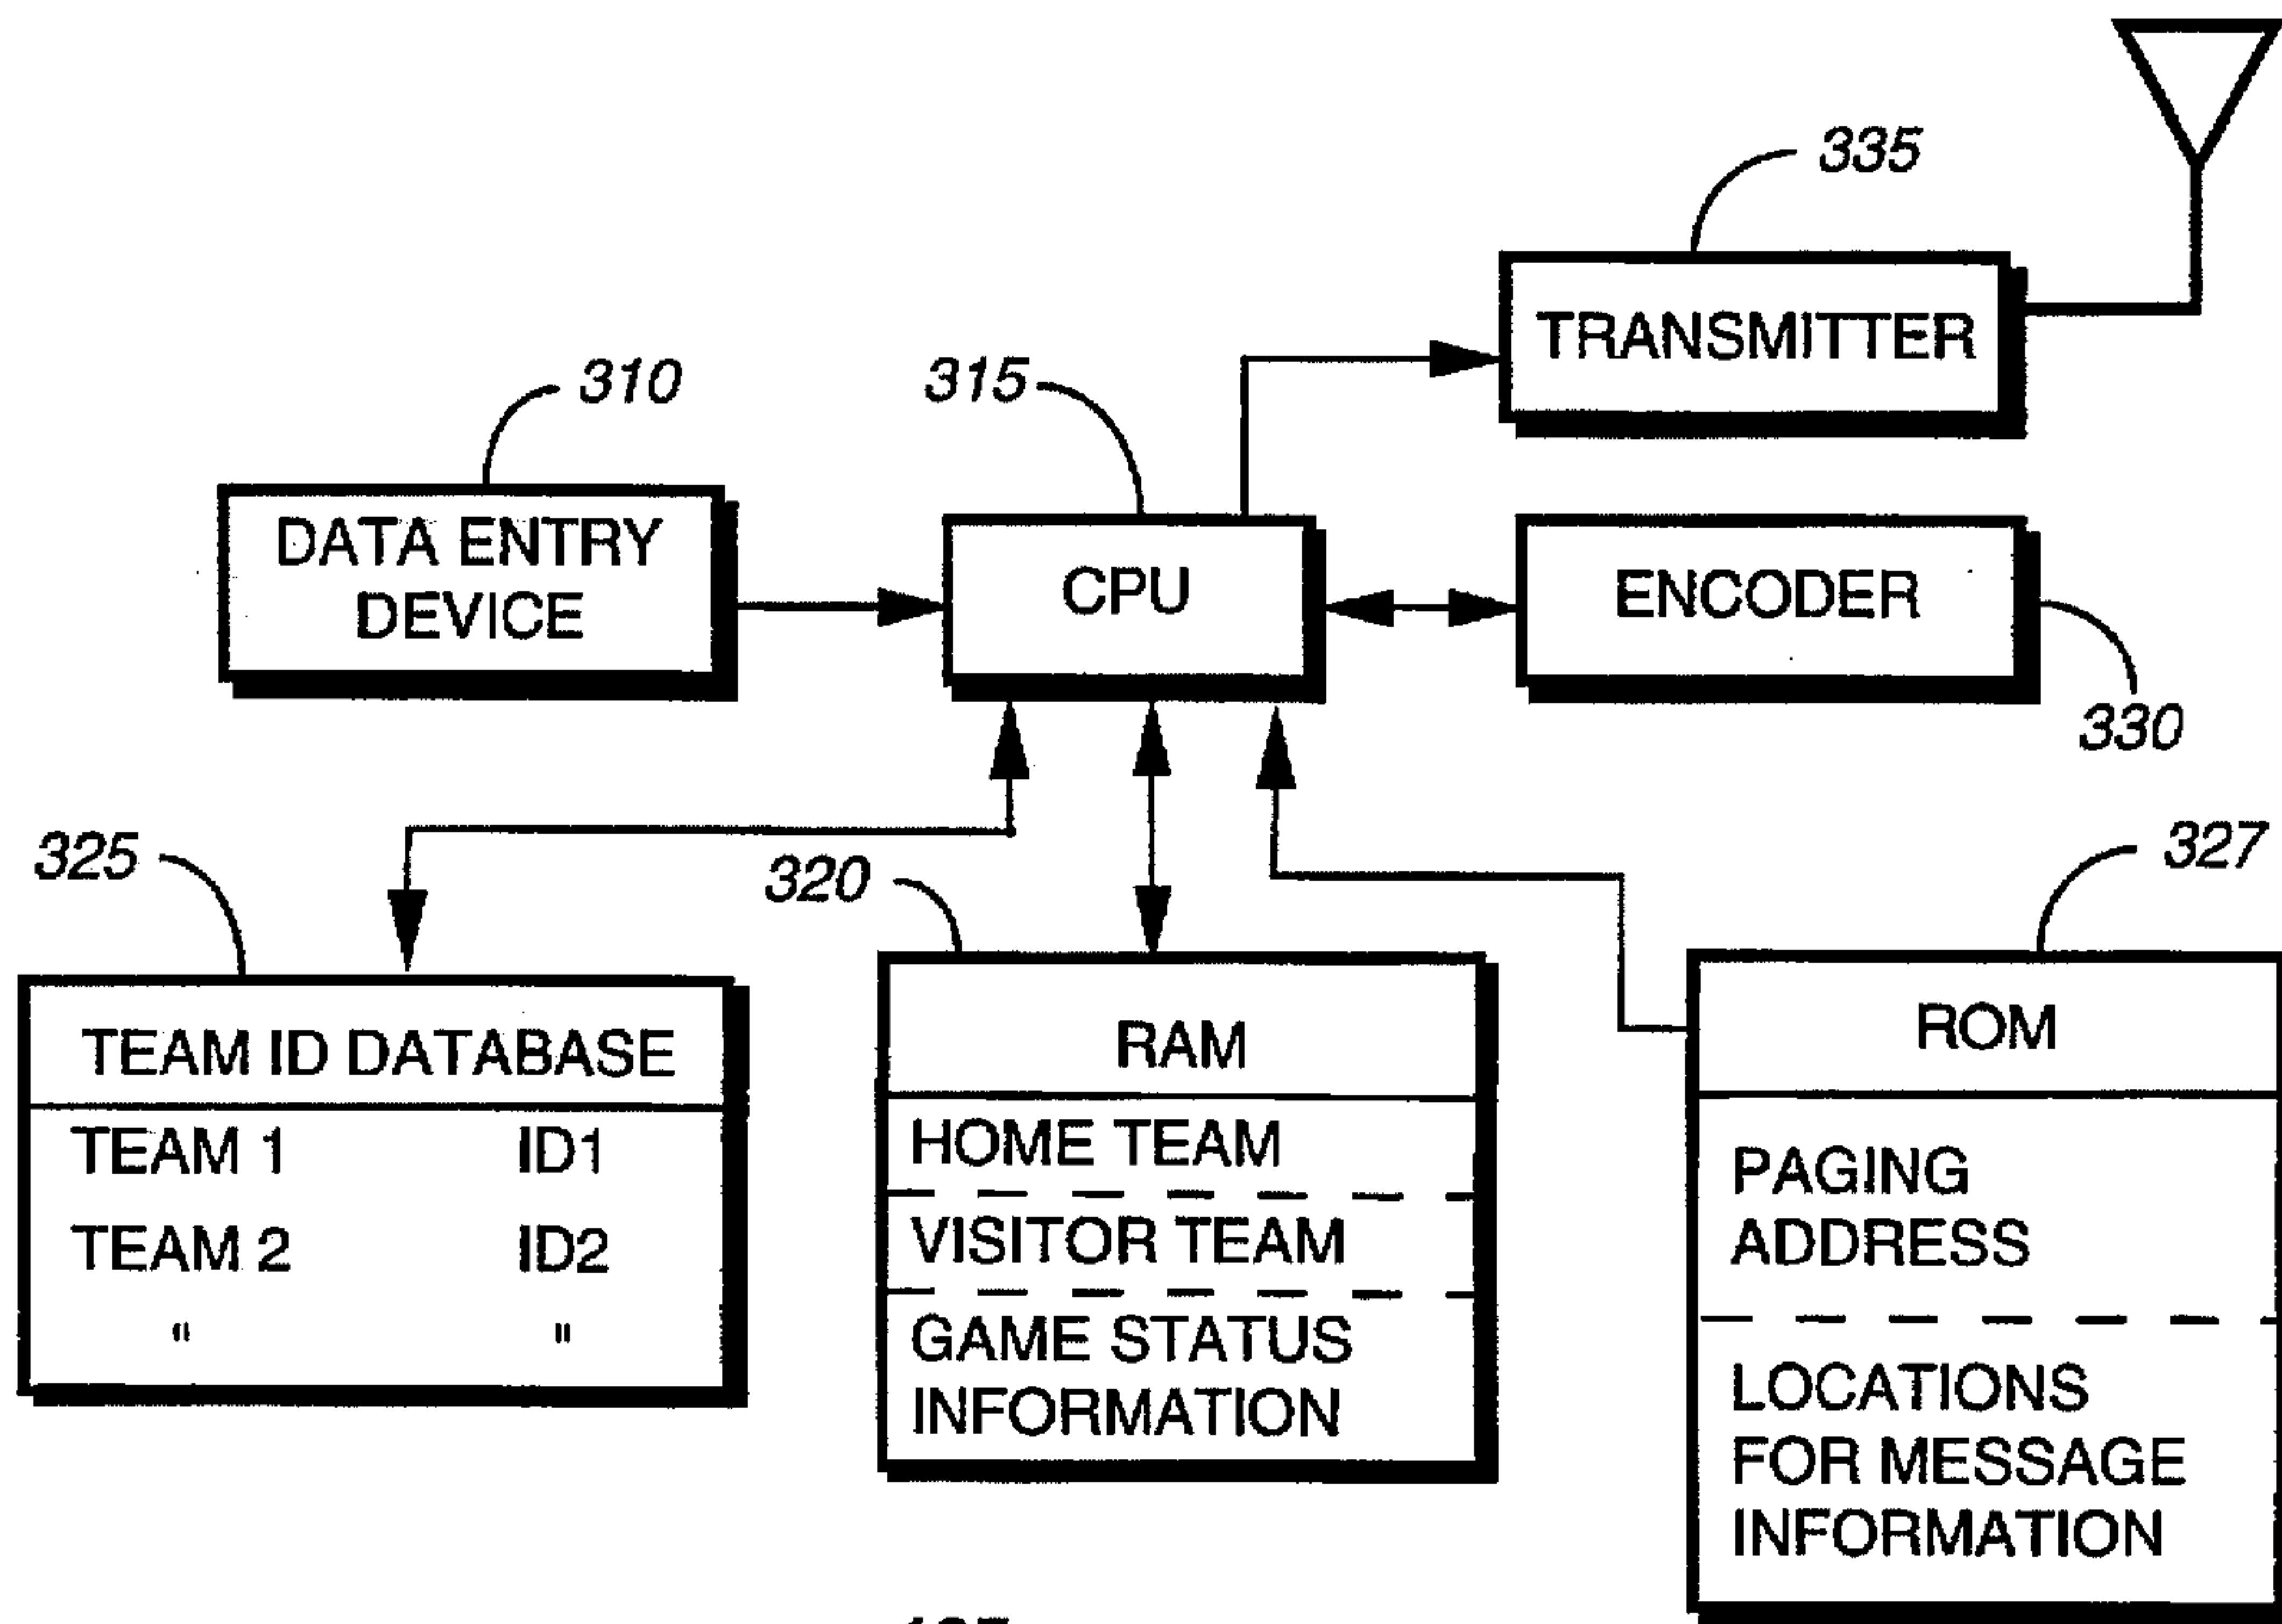 335
TRANSMITTER
310
315
DATA ENTRY
DEVICE
CPU
ENCODER
330
325
320
327
TEAM ID DATABASE
TEAM 1 ID1
TEAM 2 ID2
" "
RAM
HOME TEAM
VISITOR TEAM
GAME STATUS
INFORMATION
ROM
PAGING
ADDRESS
LOCATIONS
FOR MESSAGE
INFORMATION